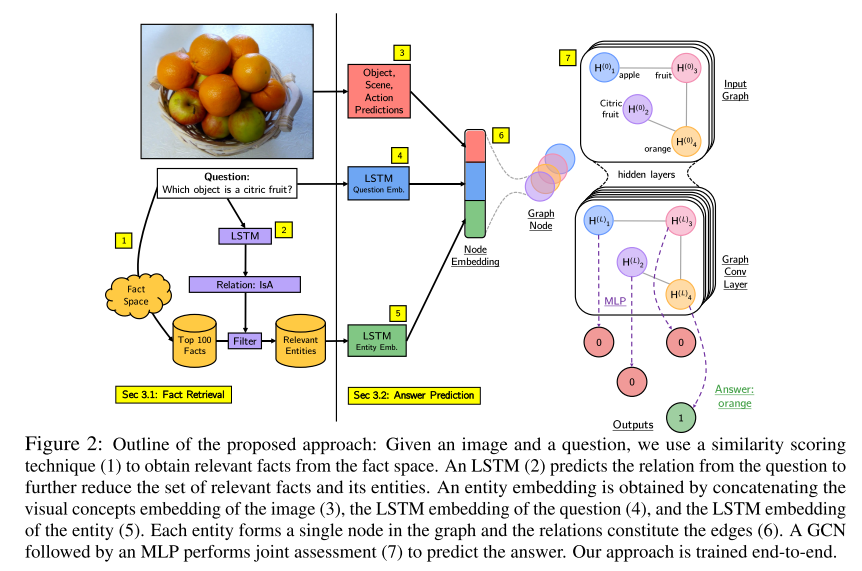 3
Object,
Scene,
Action
Predictions
Question:
Which object is a citric fruit?
4
LSTM
Question Emb.
1
LSTM
2
Relation: IsA
Fact
Space
Top 100
Facts
Filter
Relevant
Entities
5
LSTM
Entity Emb.
Sec 3.1: Fact Retrieval
Sec 3.2: Answer Prediction
6
Node
Embedding
Graph
Node
7
H(0)1
apple
fruit
H(0)3
Citric
fruit
H(0)2
orange
H(0)4
Input
Graph
hidden layers
H(L)1
H(L)3
H(L)2
H(L)4
Graph
Conv
Layer
MLP
0
0
0
1
Answer:
orange
Outputs
Figure 2: Outline of the proposed approach: Given an image and a question, we use a similarity scoring
technique (1) to obtain relevant facts from the fact space. An LSTM (2) predicts the relation from the question to
further reduce the set of relevant facts and its entities. An entity embedding is obtained by concatenating the
visual concepts embedding of the image (3), the LSTM embedding of the question (4), and the LSTM embedding
of the entity (5). Each entity forms a single node in the graph and the relations constitute the edges (6). A GCN
followed by an MLP performs joint assessment (7) to predict the answer. Our approach is trained end-to-end.